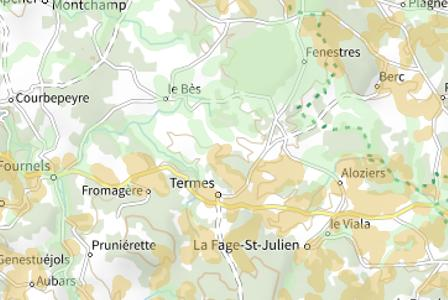 Montchamp
Fenestres
Berc
le Bès
Courbepeyre
Fournels
Aloziers
Termes
Fromagère
le Viala
Pruniérette
La Fage-St-Julien
Genestuéjols
Aubars